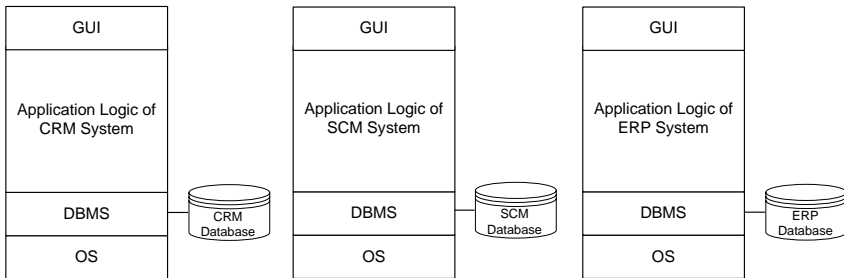 GUI
Application Logic of
CRM System
DBMS
OS
CRM
Database
GUI
Application Logic of
SCM System
DBMS
OS
SCM
Database
GUI
Application Logic of
ERP System
DBMS
OS
ERP
Database